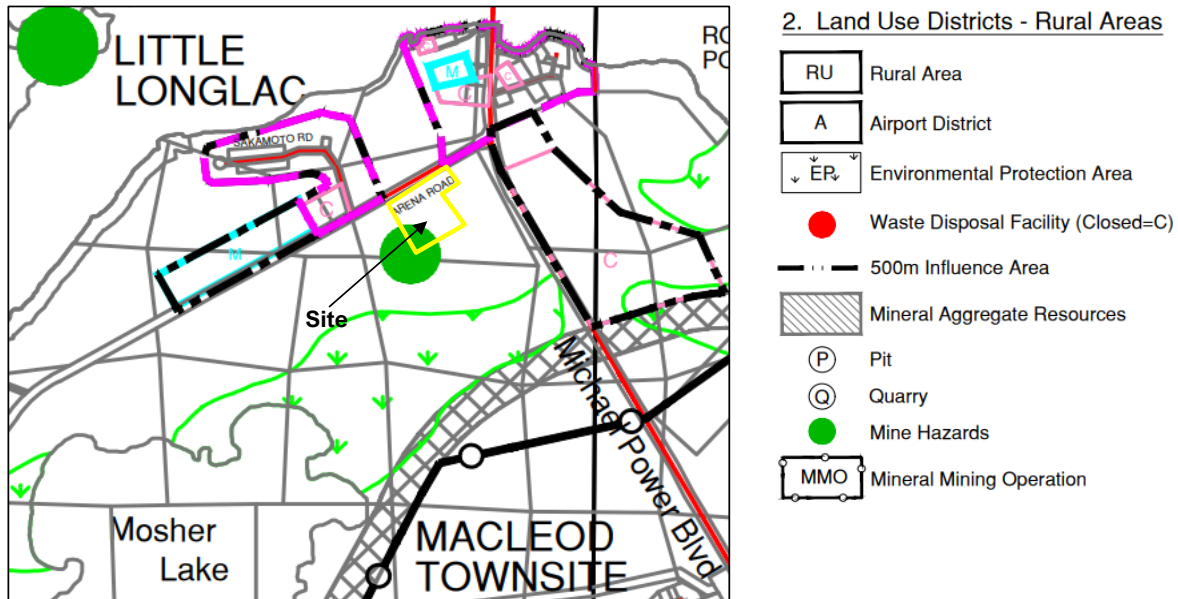 LITTLE
LONGLAC
RO
PO
M
C
C
SAKAMOTO RD
ARENA ROAD
C
M
C
Site
Michael Power Blvd
Mosher
Lake
MACLEOD
TOWNSITE
2. Land Use Districts - Rural Areas
RU Rural Area
A Airport District
EP Environmental Protection Area
Waste Disposal Facility (Closed=C)
500m Influence Area
Mineral Aggregate Resources
P Pit
Q Quarry
Mine Hazards
MMO Mineral Mining Operation